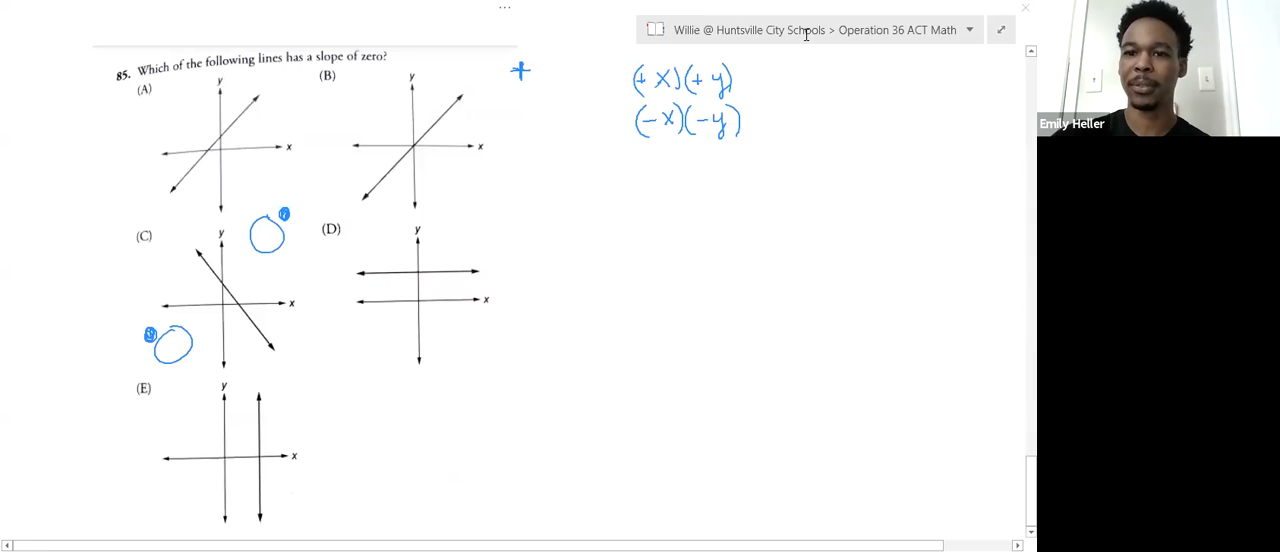 ...
Willie @ Huntsville City Schools > Operation 36 ACT Math
85. Which of the following lines has a slope of zero?
(A)
y
x
(B)
y
x
+
(+ x)(+ y)
(- x)(- y)
Emily Heller
(C)
y
x
(D)
y
x
(E)
y
x